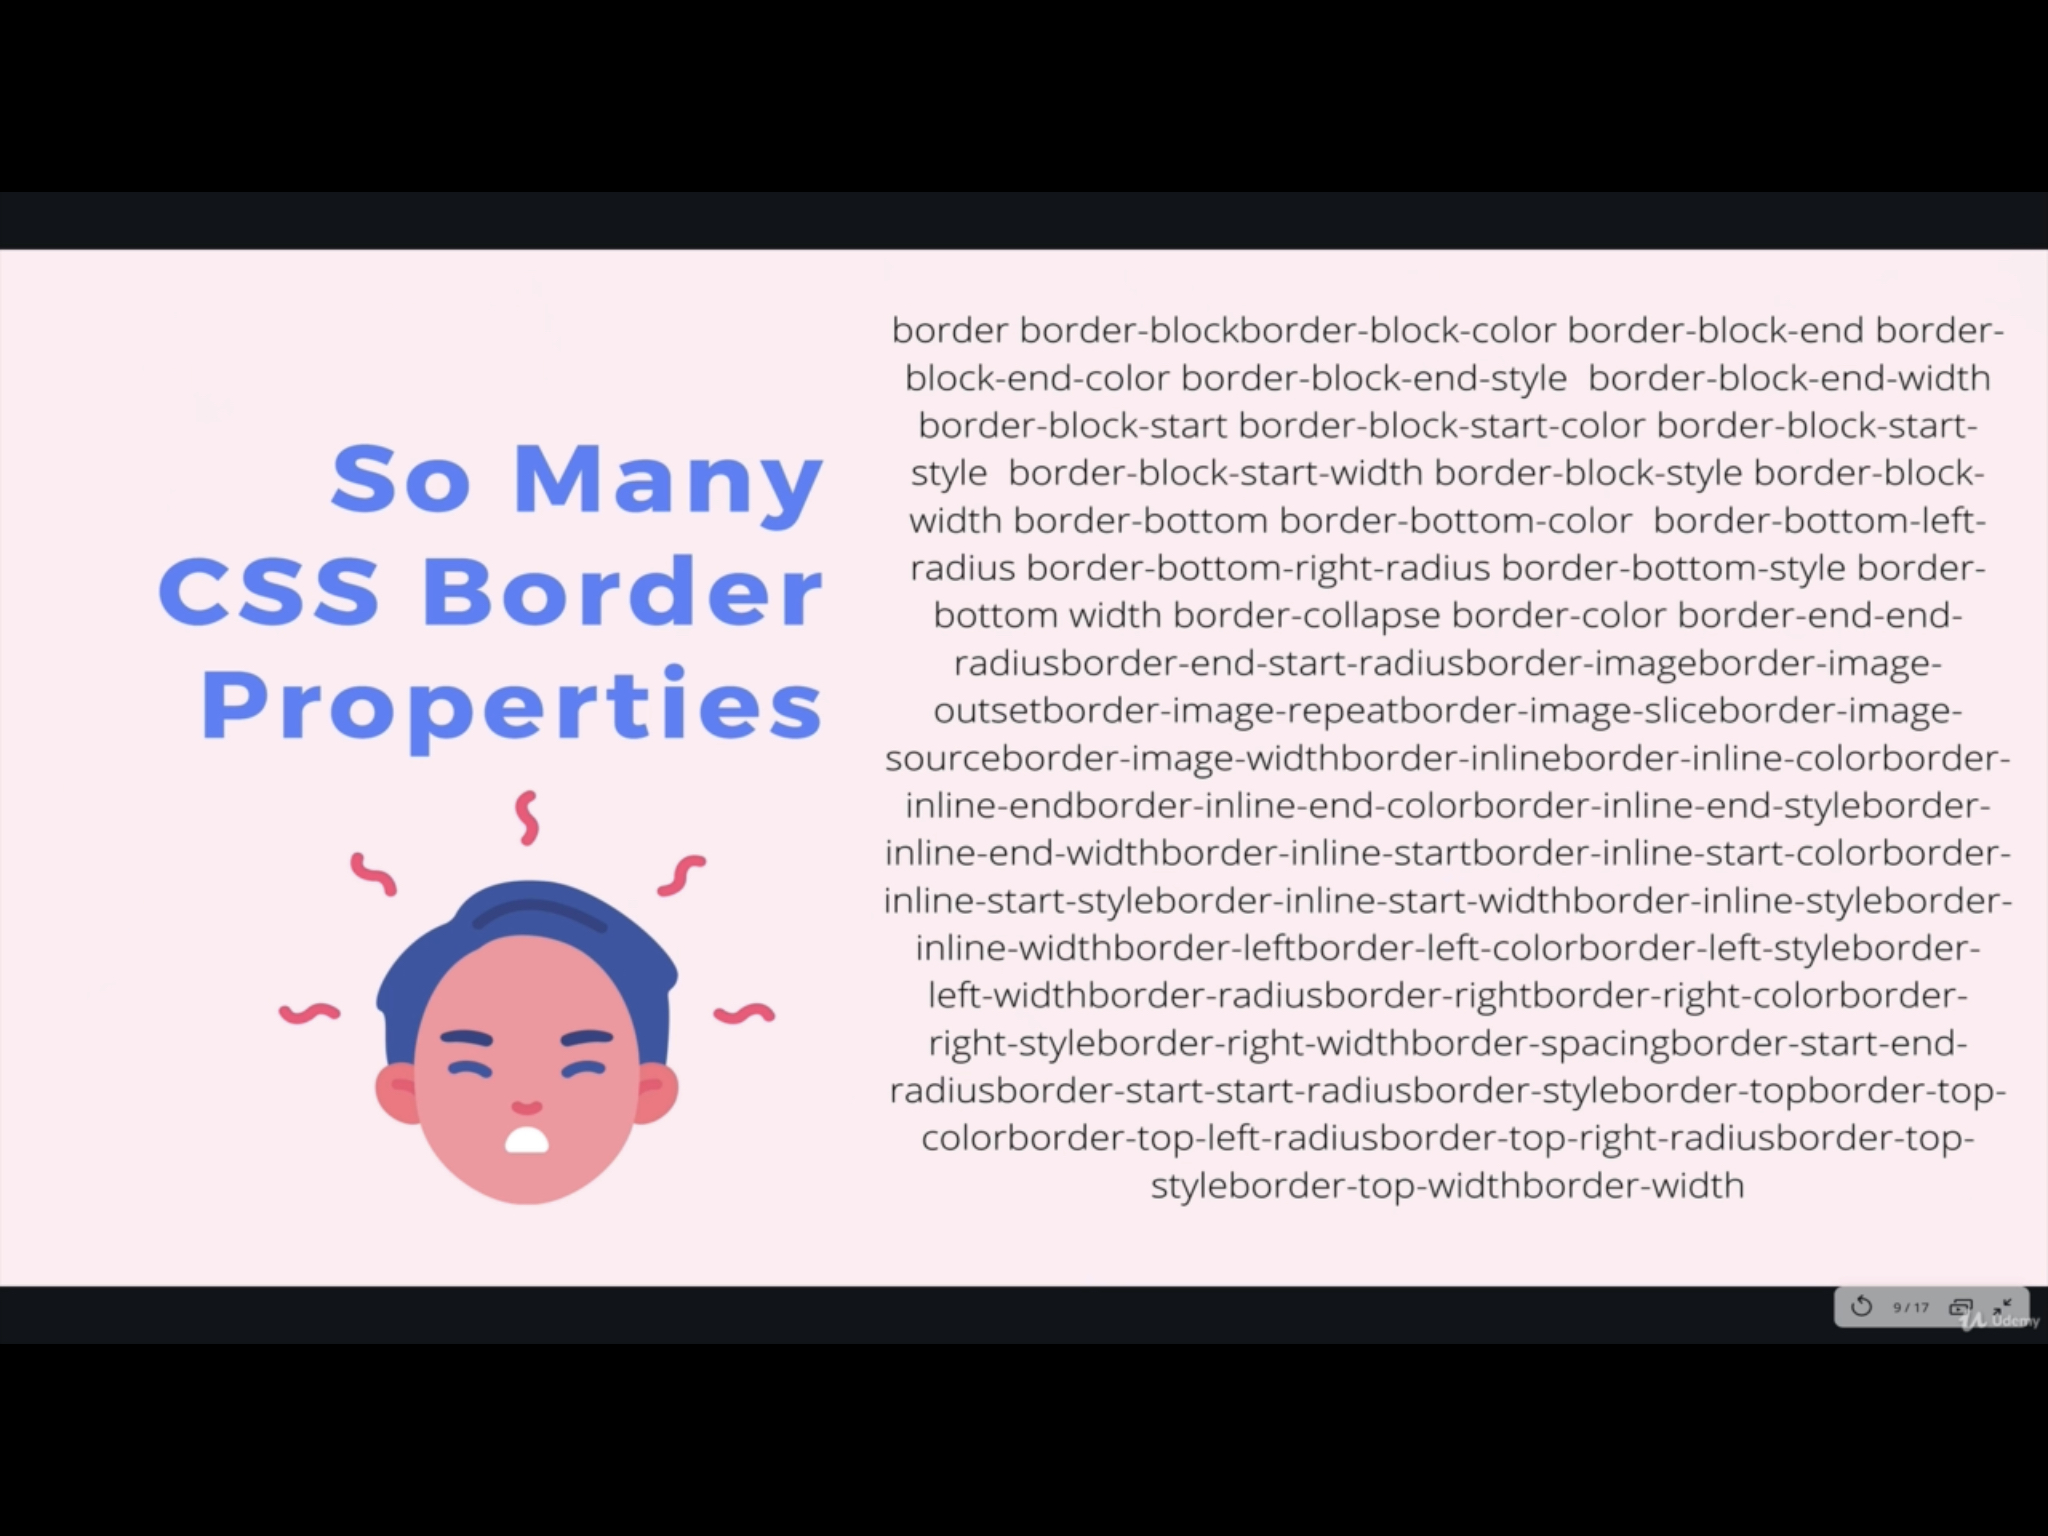 So Many
CSS Border
Properties
border border-blockborder-block-color border-block-end border-
block-end-color border-block-end-style  border-block-end-width
border-block-start border-block-start-color border-block-start-
style  border-block-start-width border-block-style border-block-
width border-bottom border-bottom-color  border-bottom-left-
radius border-bottom-right-radius border-bottom-style border-
bottom width border-collapse border-color border-end-end-
radiusborder-end-start-radiusborder-imageborder-image-
outsetborder-image-repeatborder-image-sliceborder-image-
sourceborder-image-widthborder-inlineborder-inline-colorborder-
inline-endborder-inline-end-colorborder-inline-end-styleborder-
inline-end-widthborder-inline-startborder-inline-start-colorborder-
inline-start-styleborder-inline-start-widthborder-inline-styleborder-
inline-widthborder-leftborder-left-colorborder-left-styleborder-
left-widthborder-radiusborder-rightborder-right-colorborder-
right-styleborder-right-widthborder-spacingborder-start-end-
radiusborder-start-start-radiusborder-styleborder-topborder-top-
colorborder-top-left-radiusborder-top-right-radiusborder-top-
styleborder-top-widthborder-width
9 / 17
Udemy